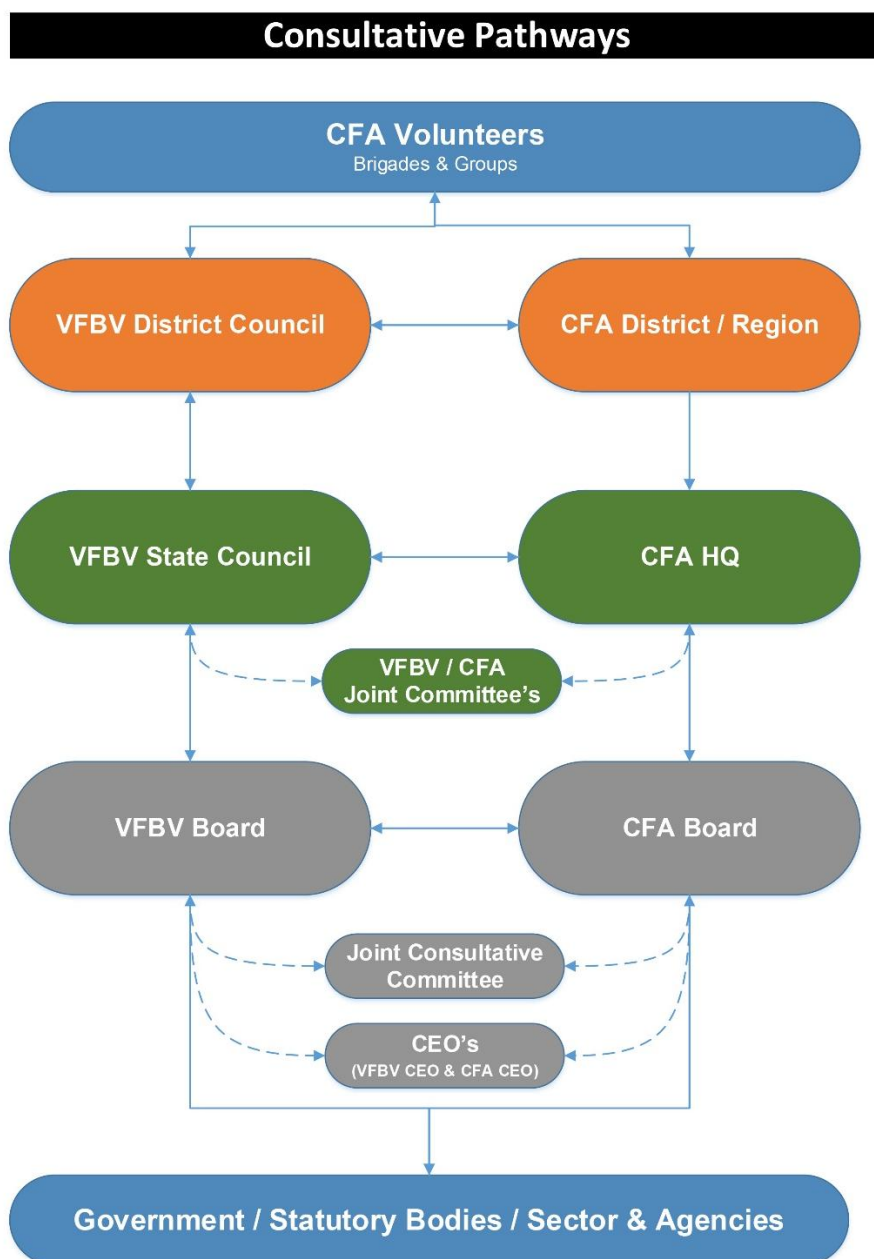 Consultative Pathways
CFA Volunteers
Brigades & Groups
VFBV District Council
CFA District / Region
VFBV State Council
CFA HQ
VFBV / CFA
Joint Committee's
VFBV Board
CFA Board
Joint Consultative
Committee
CEO's
(VFBV CEO & CFA CEO)
Government / Statutory Bodies / Sector & Agencies